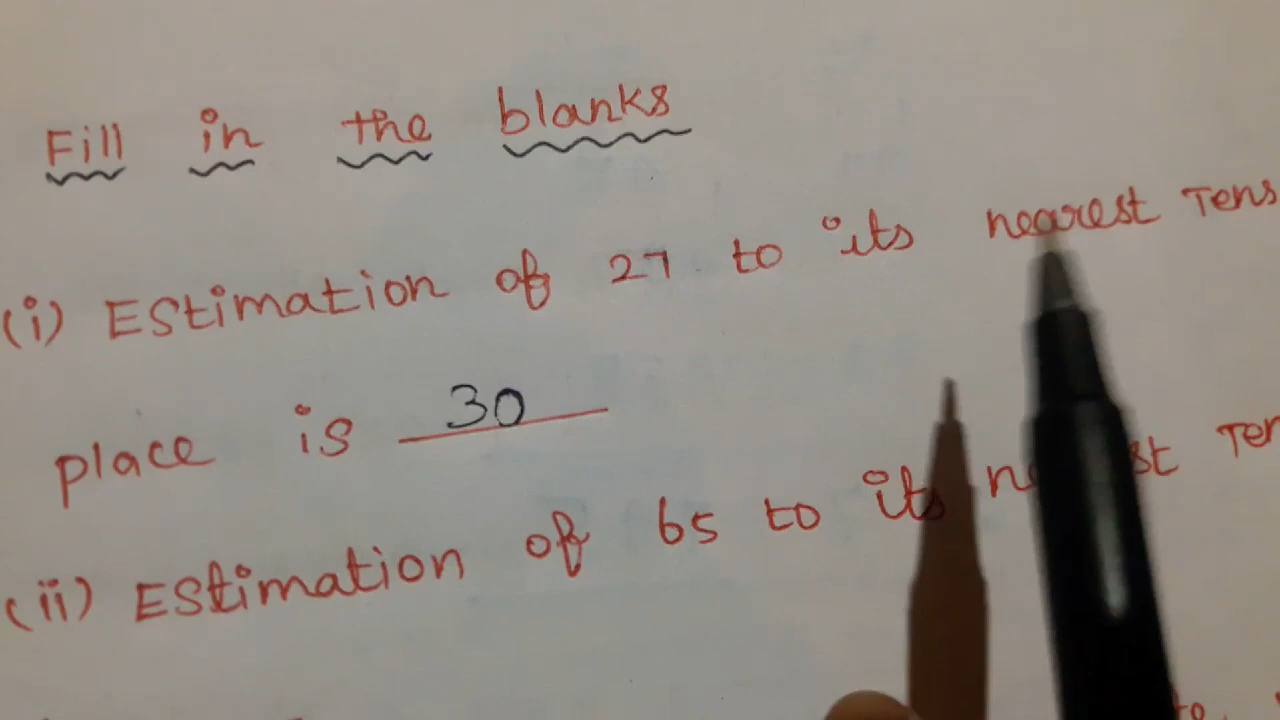 Fill in the blanks
(i) Estimation of 27 to its nearest Tens
place is 30
(ii) Estimation of 65 to its